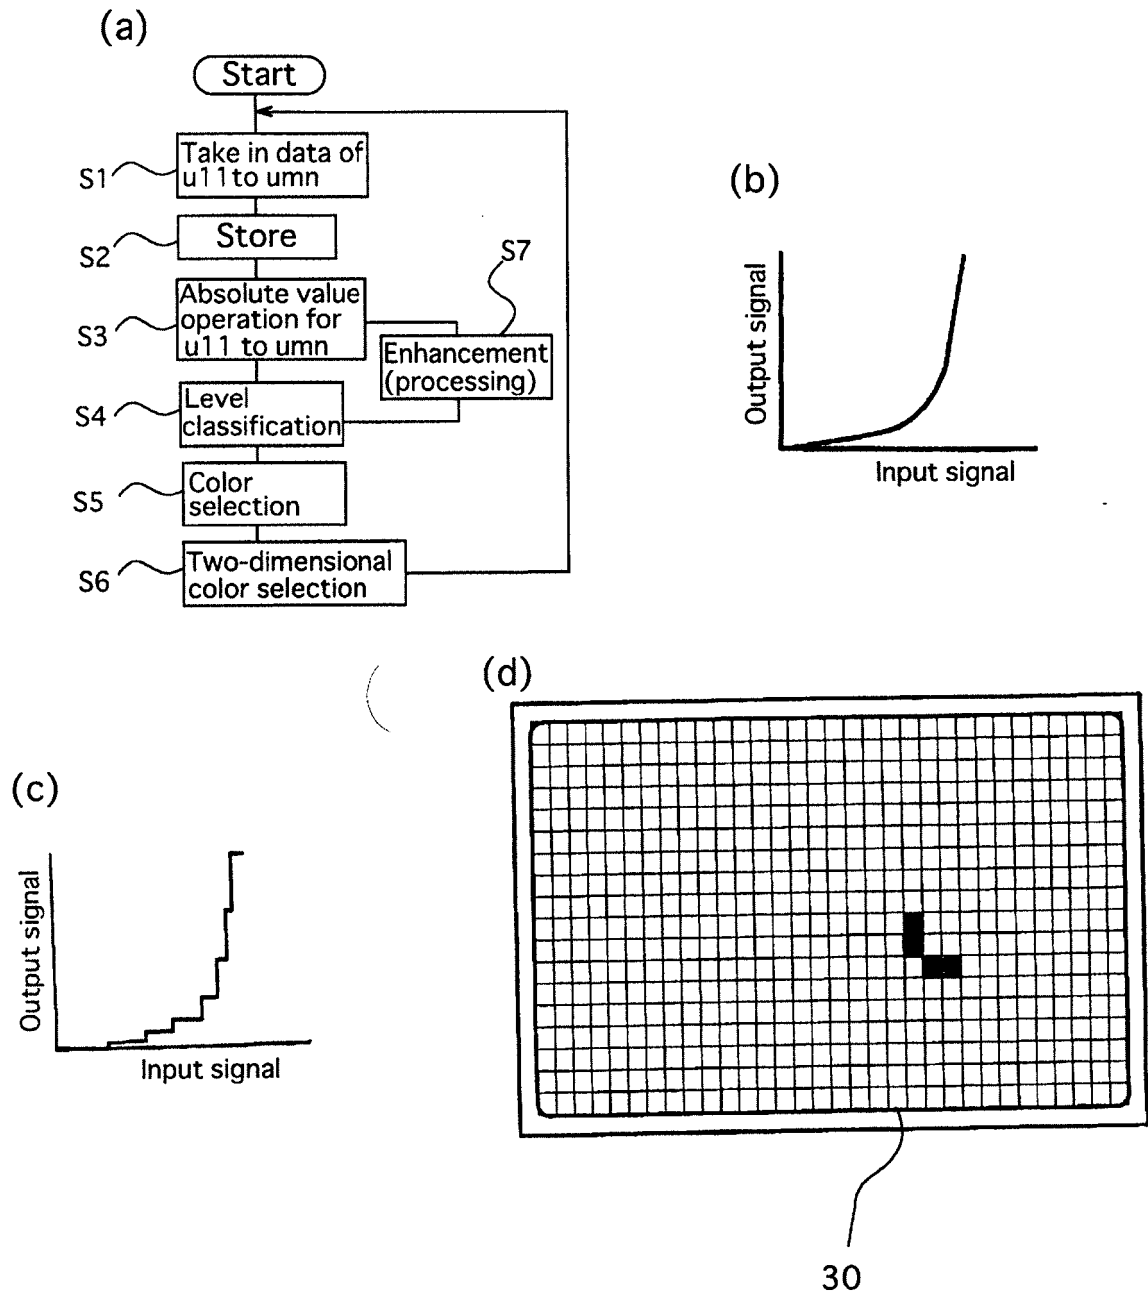 (a)
Start
S1
Take in data of
u11to umn
S2
Store
S7
S3
Absolute value
operation for
u11 to umn
Enhancement
(processing)
S4
Level
classification
S5
Color
selection
S6
Two-dimensional
color selection
(b)
Output signal
Input signal
(c)
Output signal
Input signal
(d)
30